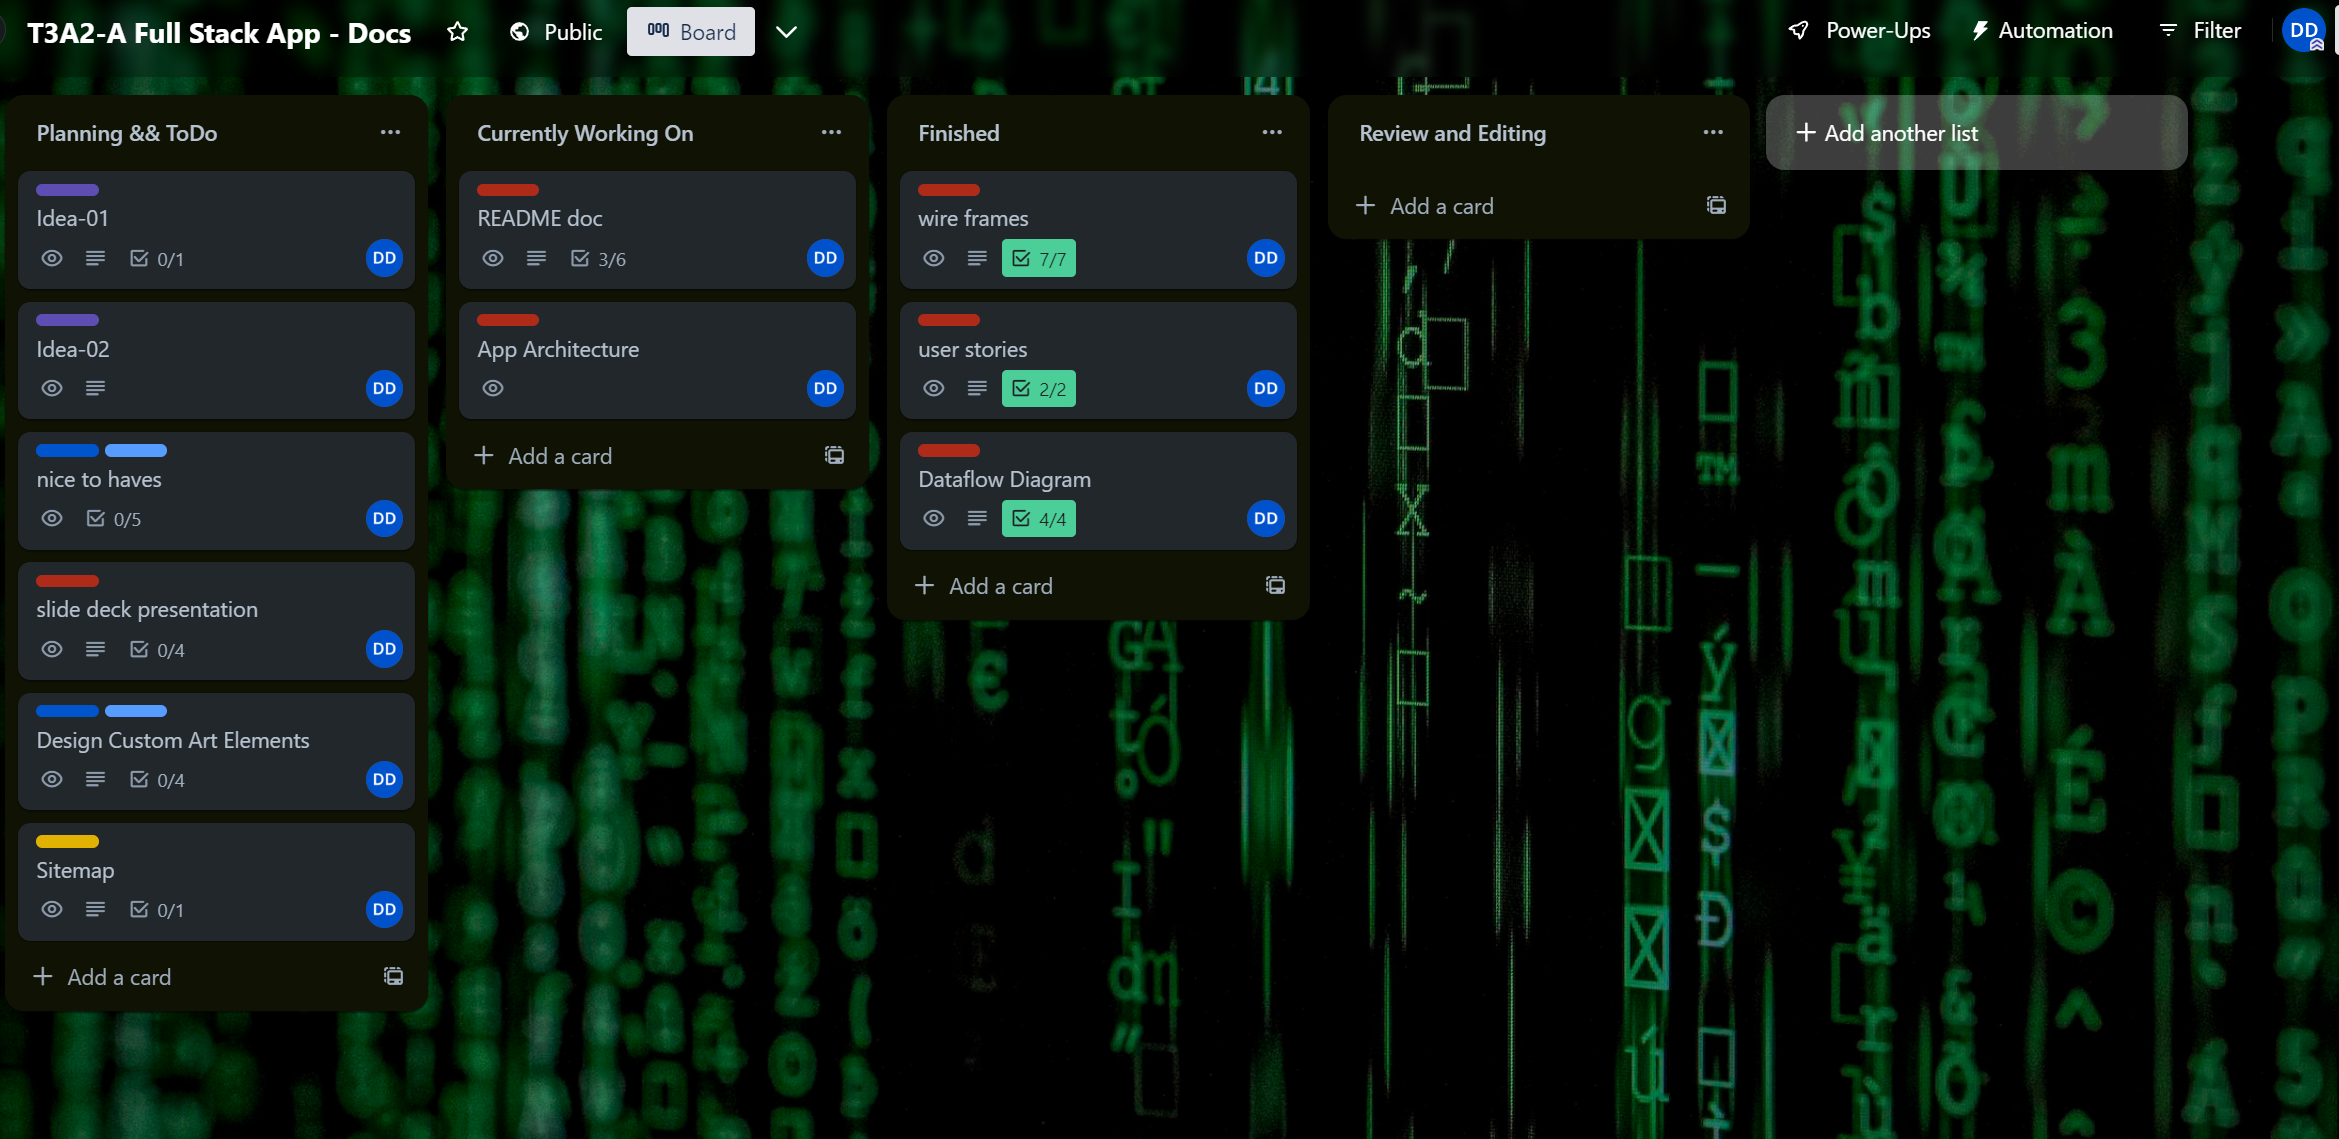 T3A2-A Full Stack App - Docs
Public
Board
Power-Ups
Automation
Filter
DD
Planning && ToDo
Idea-01
0/1
DD
Idea-02
DD
nice to haves
0/5
DD
slide deck presentation
0/4
DD
Design Custom Art Elements
0/4
DD
Sitemap
0/1
DD
+ Add a card
Currently Working On
README doc
3/6
DD
App Architecture
DD
+ Add a card
Finished
wire frames
7/7
DD
user stories
2/2
DD
Dataflow Diagram
4/4
DD
+ Add a card
Review and Editing
+ Add a card
+ Add another list